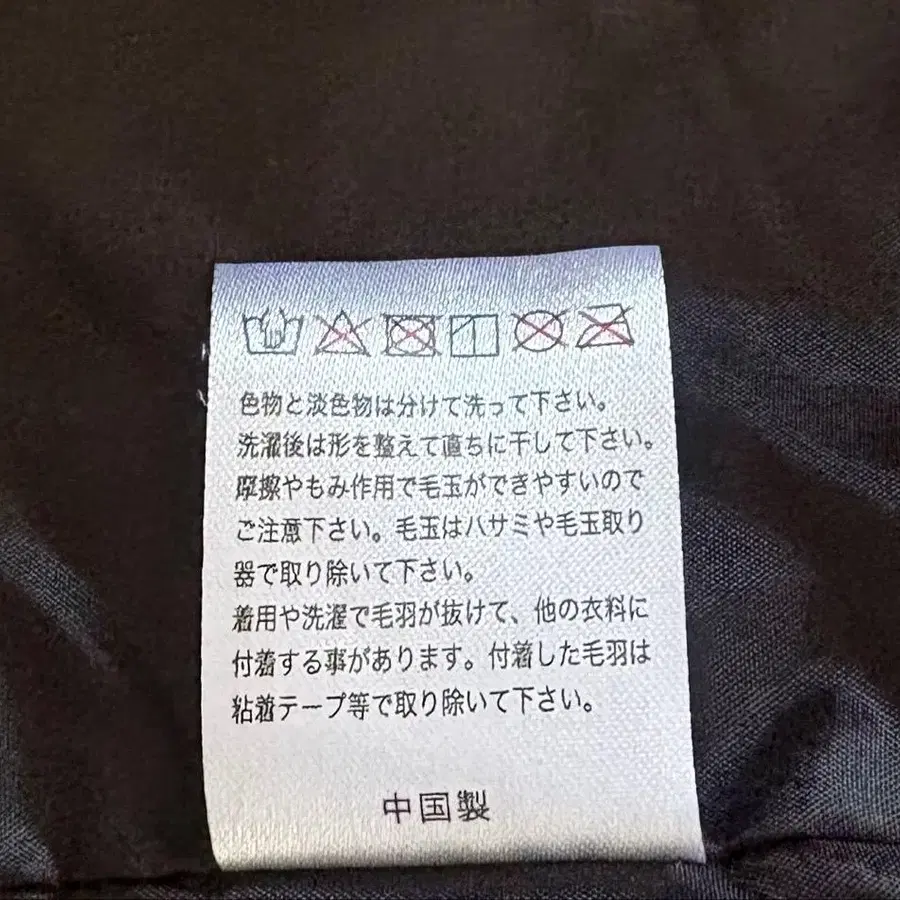 色物と淡色物は分けて洗って下さい。
洗濯後は形を整えて直ちに干して下さい。
摩擦やもみ作用で毛玉ができやすいので
ご注意下さい。毛玉はハサミや毛玉取り
器で取り除いて下さい。
着用や洗濯で毛羽が抜けて、他の衣料に
付着する事があります。付着した毛羽は
粘着テープ等で取り除いて下さい。
中国製